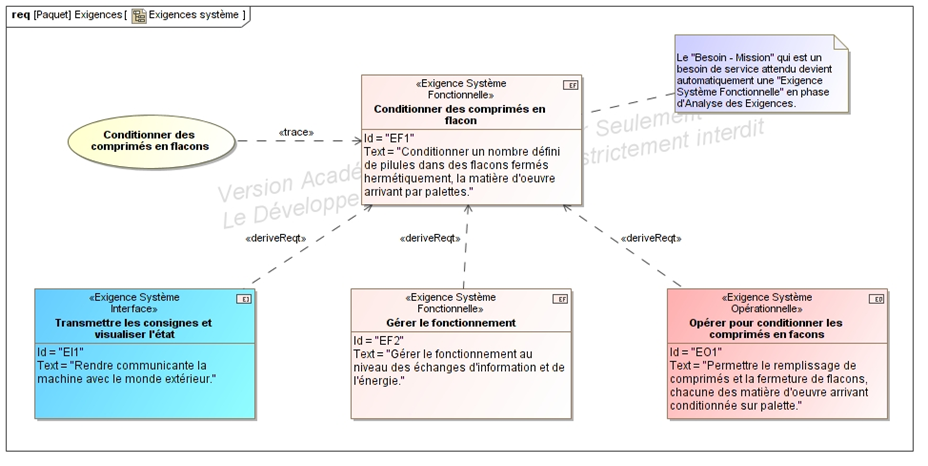 req [Paquet] Exigences [ Exigences système ]
Le "Besoin - Mission" qui est un
besoin de service attendu devient
automatiquement une "Exigence
Système Fonctionnelle" en phase
d'Analyse des Exigences.
«Exigence Système
Fonctionnelle»
EF
Conditionner des comprimés en
flacon
Id = "EF1"
Text = "Conditionner un nombre défini
de pilules dans des flacons fermés
hermétiquement, la matière d'oeuvre
arrivant par palettes."
Conditionner des
comprimés en flacons
«trace»
Version Acadé r Seulement
Le Développe strictement interdit
«deriveReqt»
«deriveReqt»
«deriveReqt»
«Exigence Système
Interface»
EI
Transmettre les consignes et
visualiser l'état
Id = "EI1"
Text = "Rendre communicante la
machine avec le monde extérieur."
«Exigence Système
Fonctionnelle»
EF
Gérer le fonctionnement
Id = "EF2"
Text = "Gérer le fonctionnement au
niveau des échanges d'information et de
l'énergie."
«Exigence Système
Opérationnelle»
EO
Opérer pour conditionner les
comprimés en facons
Id = "EO1"
Text = "Permettre le remplissage de
comprimés et la fermeture de flacons,
chacune des matière d'oeuvre arrivant
conditionnée sur palette."